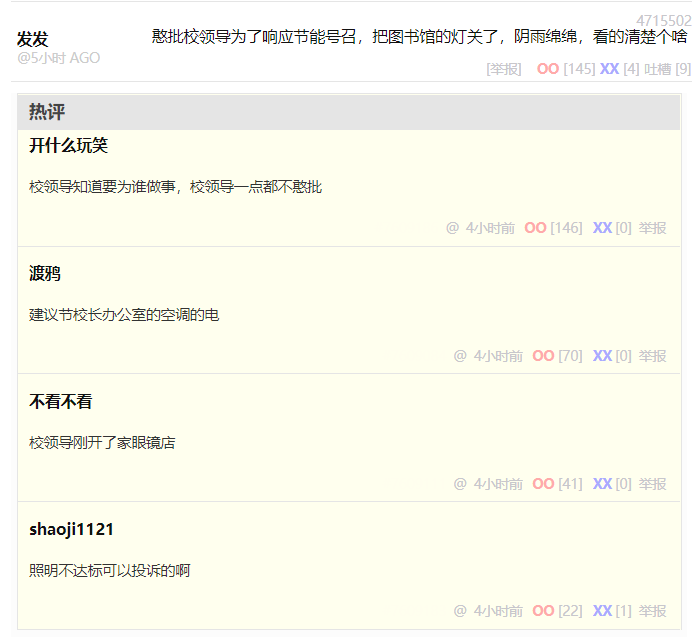 4715502
发发
憨批校领导为了响应节能号召，把图书馆的灯关了，阴雨绵绵，看的清楚个啥
@5小时 AGO
[举报] OO [145] XX [4] 吐槽 [9]
热评
开什么玩笑
校领导知道要为谁做事，校领导一点都不憨批
@ 4小时前 OO [146] XX [0] 举报
渡鸦
建议节校长办公室的空调的电
@ 4小时前 OO [70] XX [0] 举报
不看不看
校领导刚开了家眼镜店
@ 4小时前 OO [41] XX [0] 举报
shaoji1121
照明不达标可以投诉的啊
@ 4小时前 OO [22] XX [1] 举报